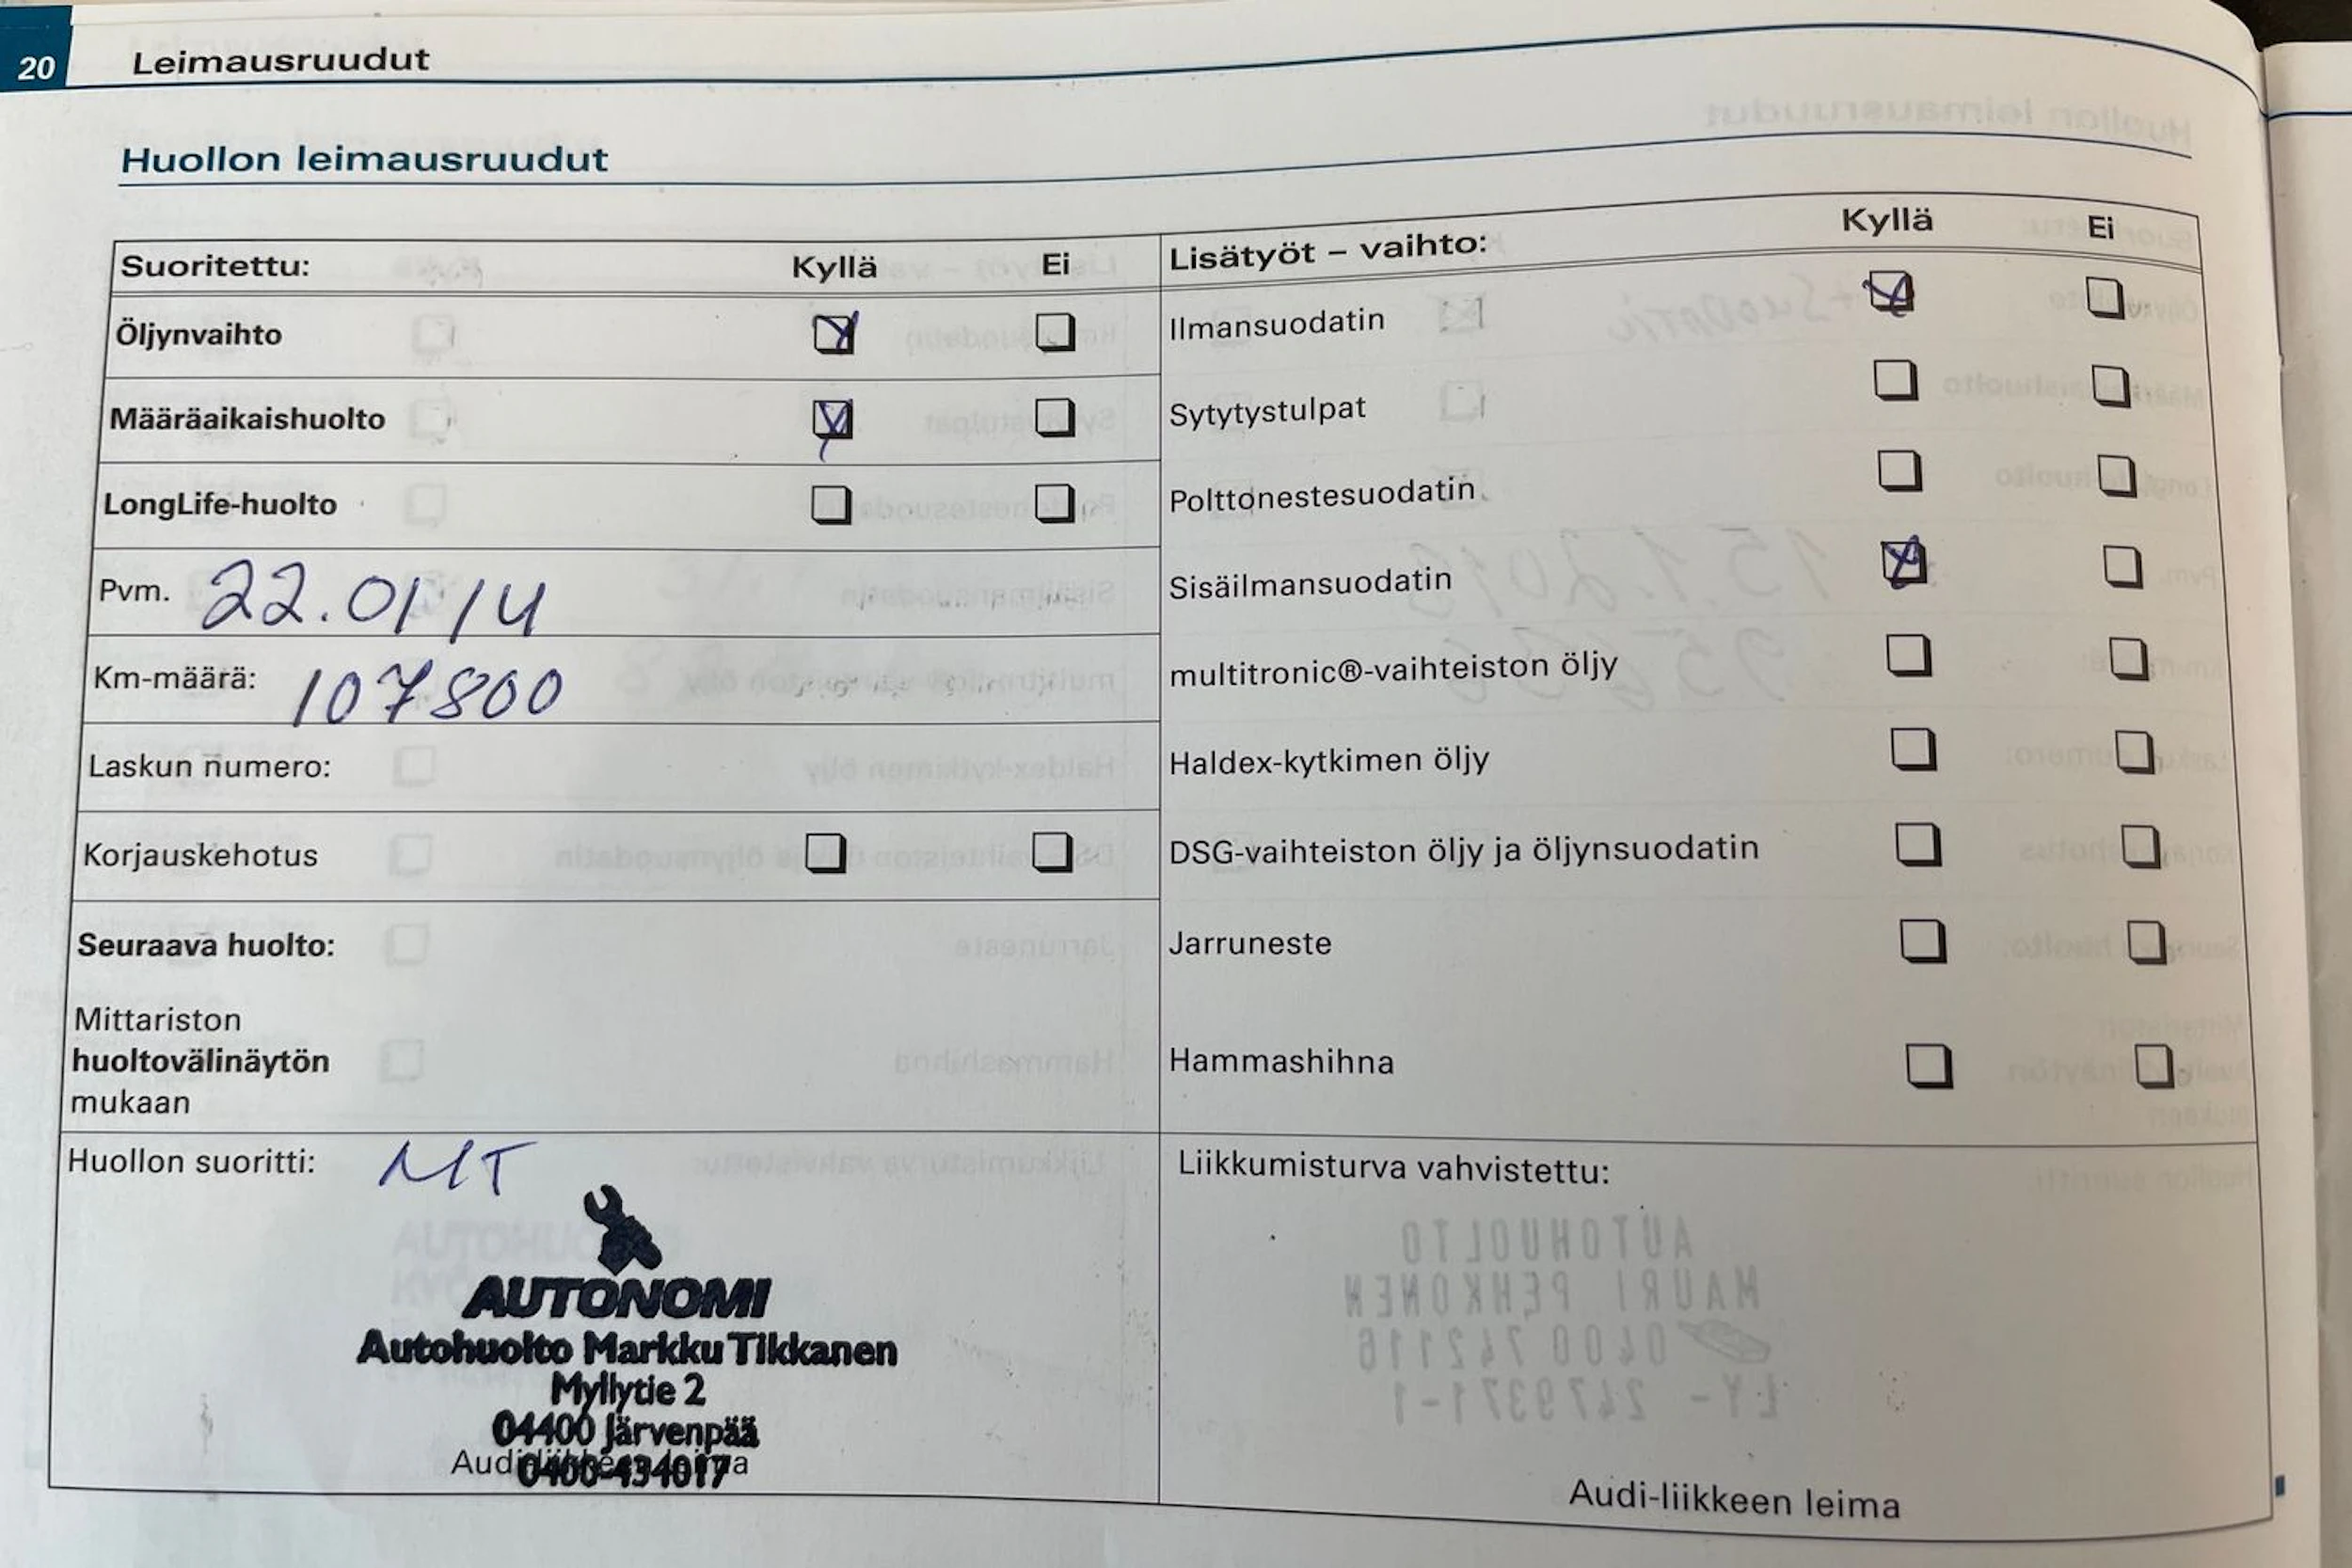 20 Leimausruudut
Huollon leimausruudut
Suoritettu: Kyllä Ei
Öljynvaihto
Määräaikaishuolto
LongLife-huolto
Pvm. 22.01/14
Km-määrä: 107800
Laskun numero:
Korjauskehotus
Seuraava huolto:
Mittariston
huoltovälinäytön
mukaan
Huollon suoritti: MT
AUTONOMI
Autohuolto Markku Tikkanen
Myllytie 2
04400 Järvenpää
0400-434017
Lisätyöt – vaihto: Kyllä Ei
Ilmansuodatin
Sytytystulpat
Polttonestesuodatin
Sisäilmansuodatin
multitronic®-vaihteiston öljy
Haldex-kytkimen öljy
DSG-vaihteiston öljy ja öljynsuodatin
Jarruneste
Hammashihna
Liikkumisturva vahvistettu:
Audi-liikkeen leima